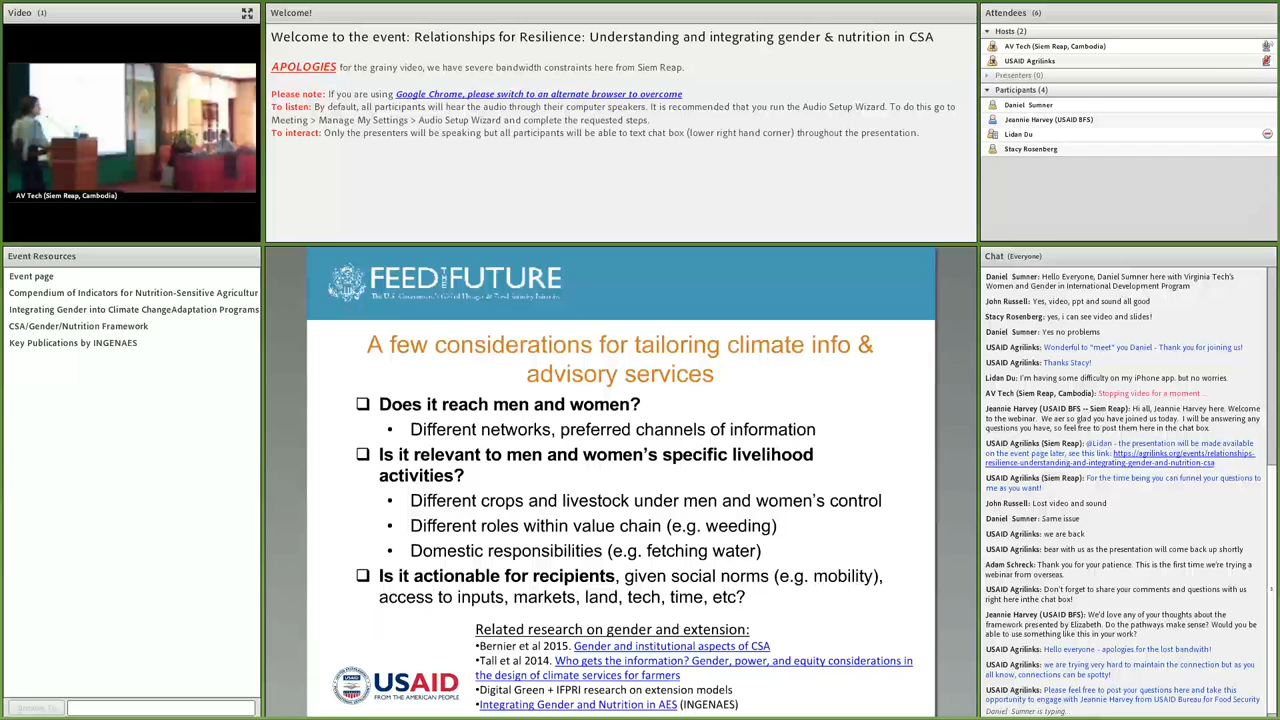 Video (1)
AV Tech (Siem Reap, Cambodia)
Welcome!
Welcome to the event: Relationships for Resilience: Understanding and integrating gender & nutrition in CSA
APOLOGIES for the grainy video, we have severe bandwidth constraints here from Siem Reap.
Please note: If you are using Google Chrome, please switch to an alternate browser to overcome
To listen: By default, all participants will hear the audio through their computer speakers. It is recommended that you run the Audio Setup Wizard. To do this go to
Meeting > Manage My Settings > Audio Setup Wizard and complete the requested steps.
To interact: Only the presenters will be speaking but all participants will be able to text chat box (lower right hand corner) throughout the presentation.
Attendees (6)
Hosts (2)
AV Tech (Siem Reap, Cambodia)
USAID Agrilinks
Presenters (0)
Participants (4)
Daniel Sumner
Jeannie Harvey (USAID BFS)
Lidan Du
Stacy Rosenberg
Event Resources
Event page
Compendium of Indicators for Nutrition-Sensitive Agricultur
Integrating Gender into Climate ChangeAdaptation Programs
CSA/Gender/Nutrition Framework
Key Publications by INGENAES
FEED THE FUTURE
The U.S. Government's Global Hunger & Food Security Initiative
A few considerations for tailoring climate info &
advisory services
❑ Does it reach men and women?
• Different networks, preferred channels of information
❑ Is it relevant to men and women's specific livelihood
activities?
• Different crops and livestock under men and women's control
• Different roles within value chain (e.g. weeding)
• Domestic responsibilities (e.g. fetching water)
❑ Is it actionable for recipients, given social norms (e.g. mobility),
access to inputs, markets, land, tech, time, etc?
Related research on gender and extension:
•Bernier et al 2015. Gender and institutional aspects of CSA
•Tall et al 2014. Who gets the information? Gender, power, and equity considerations in
the design of climate services for farmers
•Digital Green + IFPRI research on extension models
•Integrating Gender and Nutrition in AES (INGENAES)
USAID
FROM THE AMERICAN PEOPLE
Chat (Everyone)
Daniel Sumner: Hello Everyone, Daniel Sumner here with Virginia Tech's
Women and Gender in International Development Program
John Russell: Yes, video, ppt and sound all good
Stacy Rosenberg: yes, i can see video and slides!
Daniel Sumner: Yes no problems
USAID Agrilinks: Wonderful to "meet" you Daniel - Thank you for joining us!
USAID Agrilinks: Thanks Stacy!
Lidan Du: I'm having some difficulty on my iPhone app. but no worries.
AV Tech (Siem Reap, Cambodia): Stopping video for a moment ...
Jeannie Harvey (USAID BFS -- Siem Reap): Hi all, Jeannie Harvey here. Welcome
to the webinar. We aer so glad you have joined us today. I will be answering any
questions you have, so feel free to post them here in the chat box.
USAID Agrilinks (Siem Reap): @Lidan - the presentation will be made available
on the event page later, see this link: https://agrilinks.org/events/relationships-
resilience-understanding-and-integrating-gender-and-nutrition-csa
USAID Agrilinks (Siem Reap): For the time being you can funnel your questions to
me as you want!
John Russell: Lost video and sound
Daniel Sumner: Same issue
USAID Agrilinks: we are back
USAID Agrilinks: bear with us as the presentation will come back up shortly
Adam Schreck: Thank you for your patience. This is the first time we're trying a
webinar from overseas.
USAID Agrilinks: Don't forget to share your comments and questions with us
right here inthe chat box!
Jeannie Harvey (USAID BFS): We'd love any of your thoughts about the
framework presented by Elizabeth. Do the pathways make sense? Would you be
able to use something like this in your work?
USAID Agrilinks: Hello everyone - apologies for the lost bandwith!
USAID Agrilinks: we are trying very hard to maintain the connection but as you
all know, connections can be spotty!
USAID Agrilinks: Please feel free to post your questions here and take this
opportunity to engage with Jeannie Harvey from USAID Bureau for Food Security
Daniel Sumner is typing...